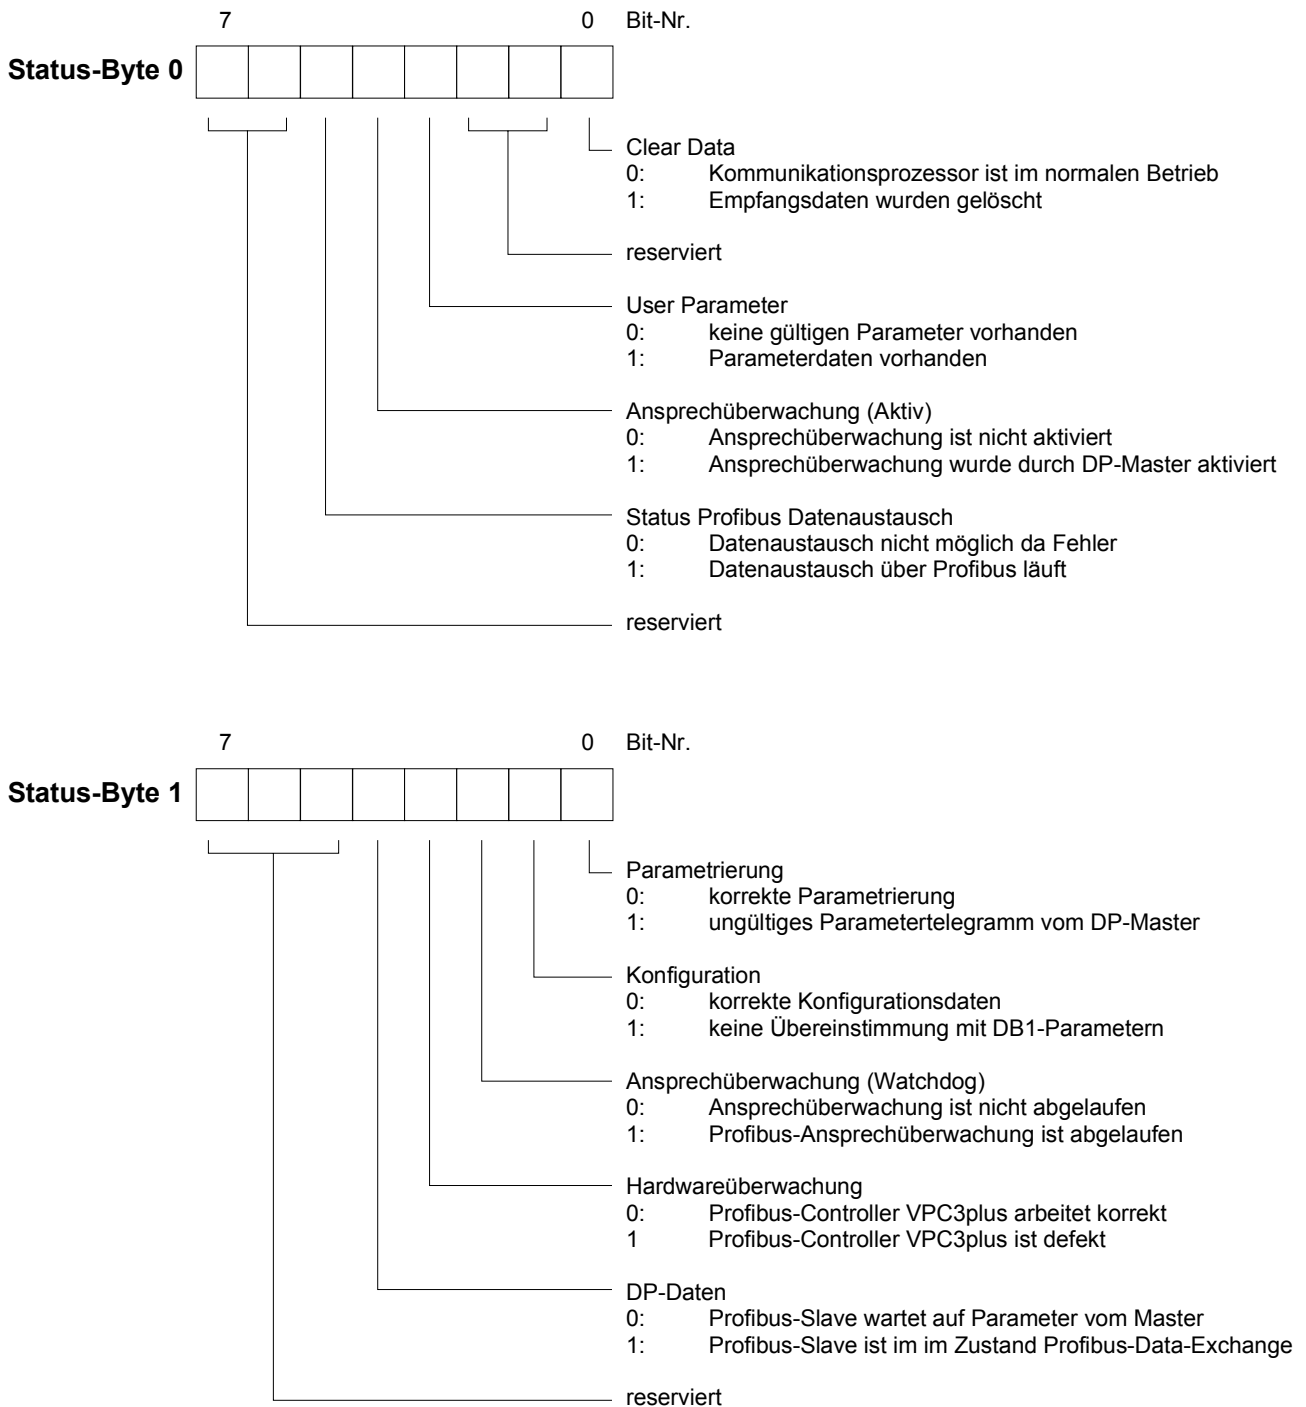 7 0 Bit-Nr.
Status-Byte 0
Clear Data
0: Kommunikationsprozessor ist im normalen Betrieb
1: Empfangsdaten wurden gelöscht
reserviert
User Parameter
0: keine gültigen Parameter vorhanden
1: Parameterdaten vorhanden
Ansprechüberwachung (Aktiv)
0: Ansprechüberwachung ist nicht aktiviert
1: Ansprechüberwachung wurde durch DP-Master aktiviert
Status Profibus Datenaustausch
0: Datenaustausch nicht möglich da Fehler
1: Datenaustausch über Profibus läuft
reserviert
7 0 Bit-Nr.
Status-Byte 1
Parametrierung
0: korrekte Parametrierung
1: ungültiges Parametertelegramm vom DP-Master
Konfiguration
0: korrekte Konfigurationsdaten
1: keine Übereinstimmung mit DB1-Parametern
Ansprechüberwachung (Watchdog)
0: Ansprechüberwachung ist nicht abgelaufen
1: Profibus-Ansprechüberwachung ist abgelaufen
Hardwareüberwachung
0: Profibus-Controller VPC3plus arbeitet korrekt
1 Profibus-Controller VPC3plus ist defekt
DP-Daten
0: Profibus-Slave wartet auf Parameter vom Master
1: Profibus-Slave ist im im Zustand Profibus-Data-Exchange
reserviert